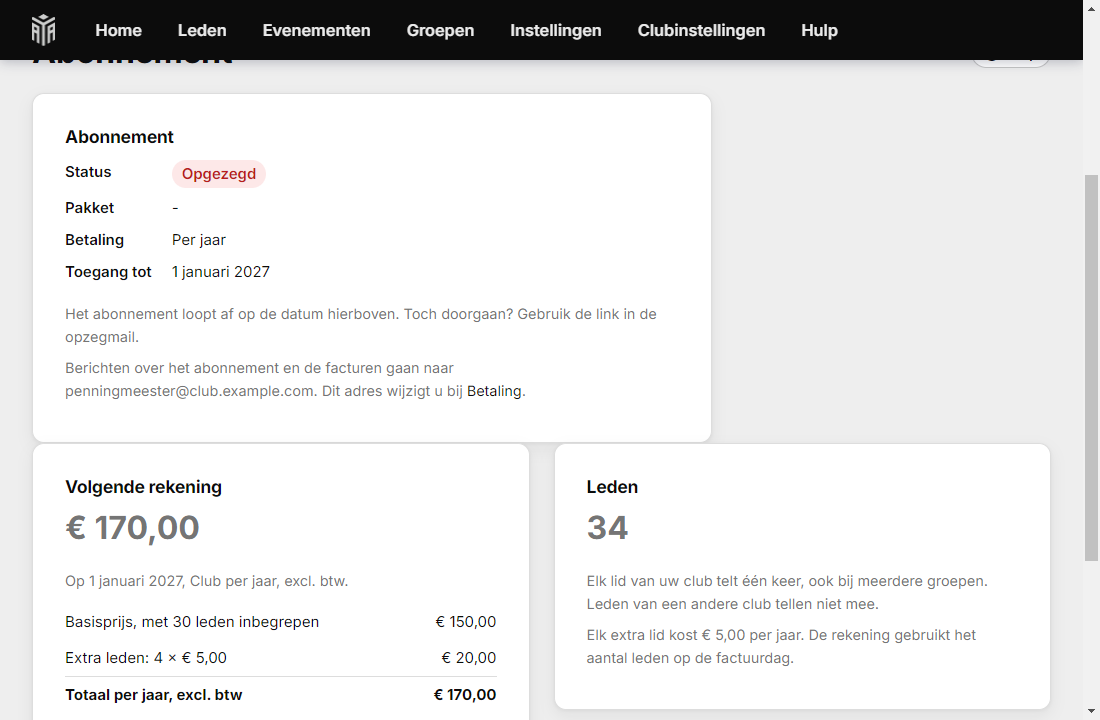 Home Leden Evenementen Groepen Instellingen Clubinstellingen Hulp
Abonnement
Abonnement
Status Opgezegd
Pakket -
Betaling Per jaar
Toegang tot 1 januari 2027
Het abonnement loopt af op de datum hierboven. Toch doorgaan? Gebruik de link in de
opzegmail.
Berichten over het abonnement en de facturen gaan naar
penningmeester@club.example.com. Dit adres wijzigt u bij Betaling.
Volgende rekening
€ 170,00
Op 1 januari 2027, Club per jaar, excl. btw.
Basisprijs, met 30 leden inbegrepen € 150,00
Extra leden: 4 × € 5,00 € 20,00
Totaal per jaar, excl. btw € 170,00
Leden
34
Elk lid van uw club telt één keer, ook bij meerdere groepen.
Leden van een andere club tellen niet mee.
Elk extra lid kost € 5,00 per jaar. De rekening gebruikt het
aantal leden op de factuurdag.